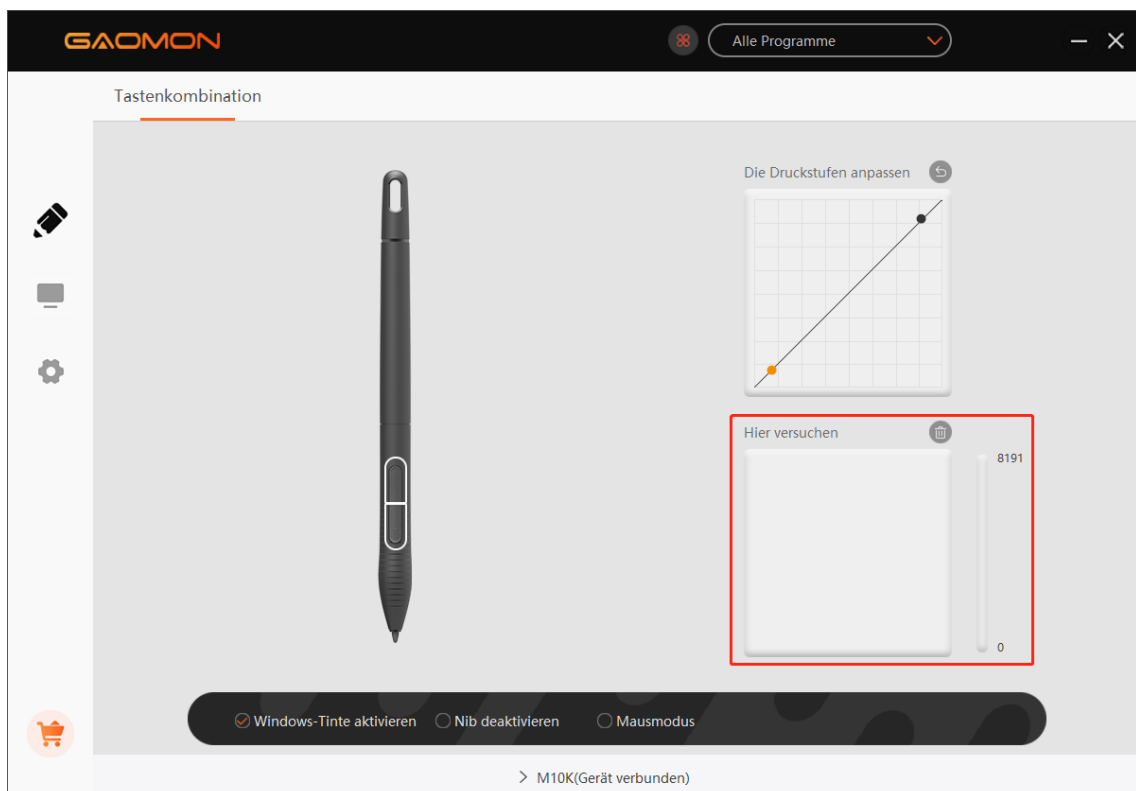 GAOMON
Alle Programme
Tastenkombination
Die Druckstufen anpassen
Hier versuchen
8191
0
Windows-Tinte aktivieren
Nib deaktivieren
Mausmodus
M10K(Gerät verbunden)